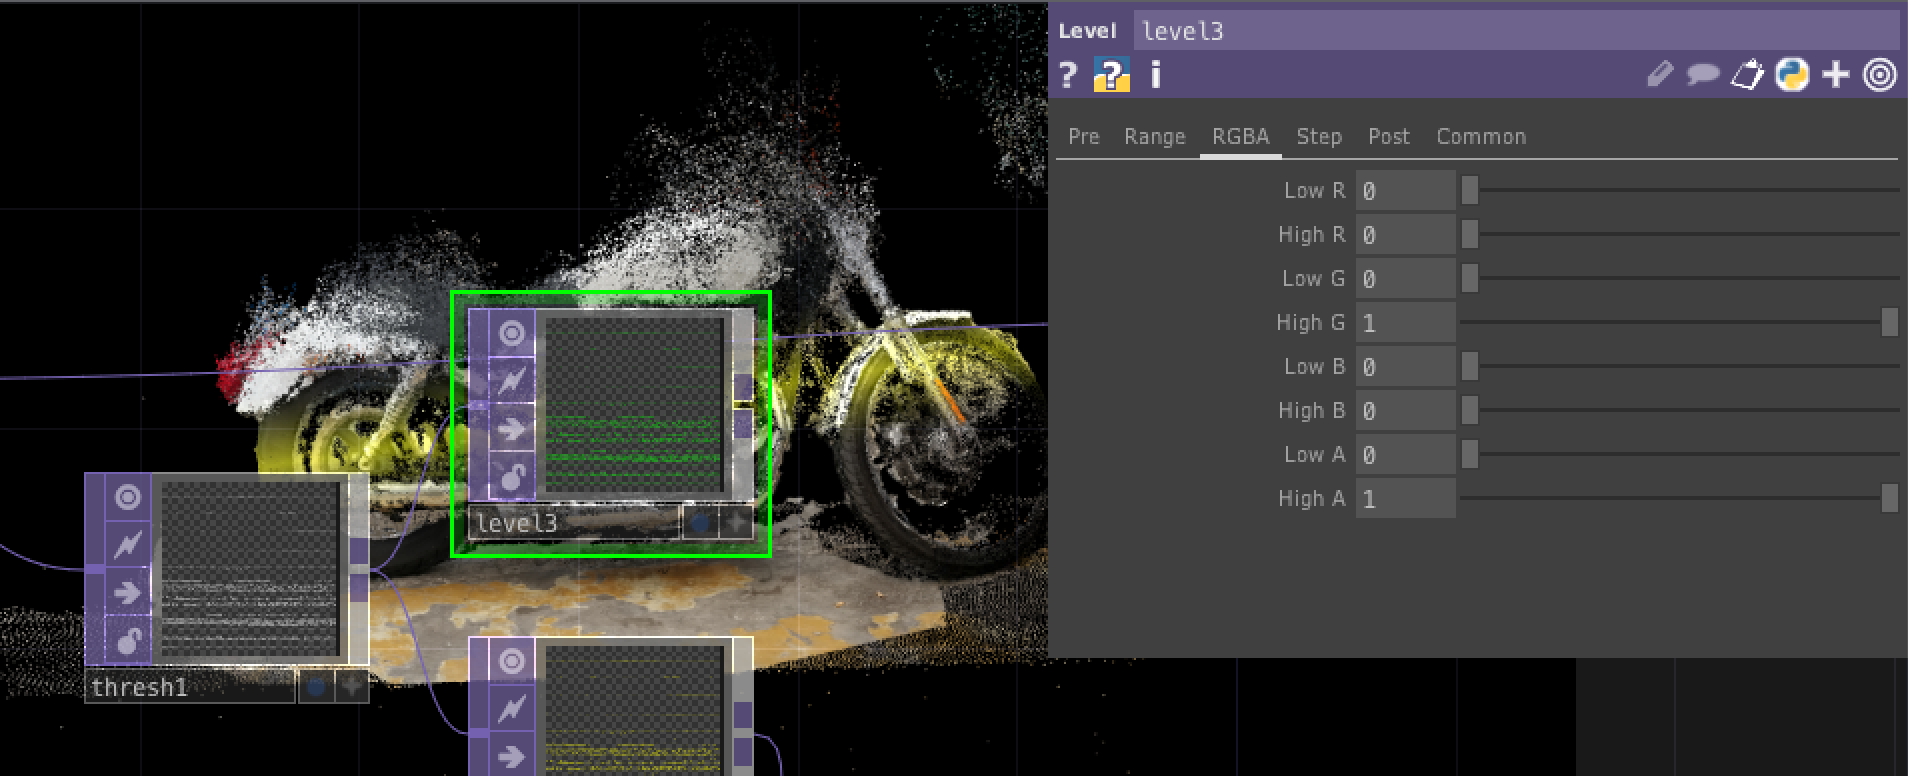 Level level3
? ? i
Pre Range RGBA Step Post Common
Low R 0
High R 0
Low G 0
High G 1
Low B 0
High B 0
Low A 0
High A 1
level3
thresh1